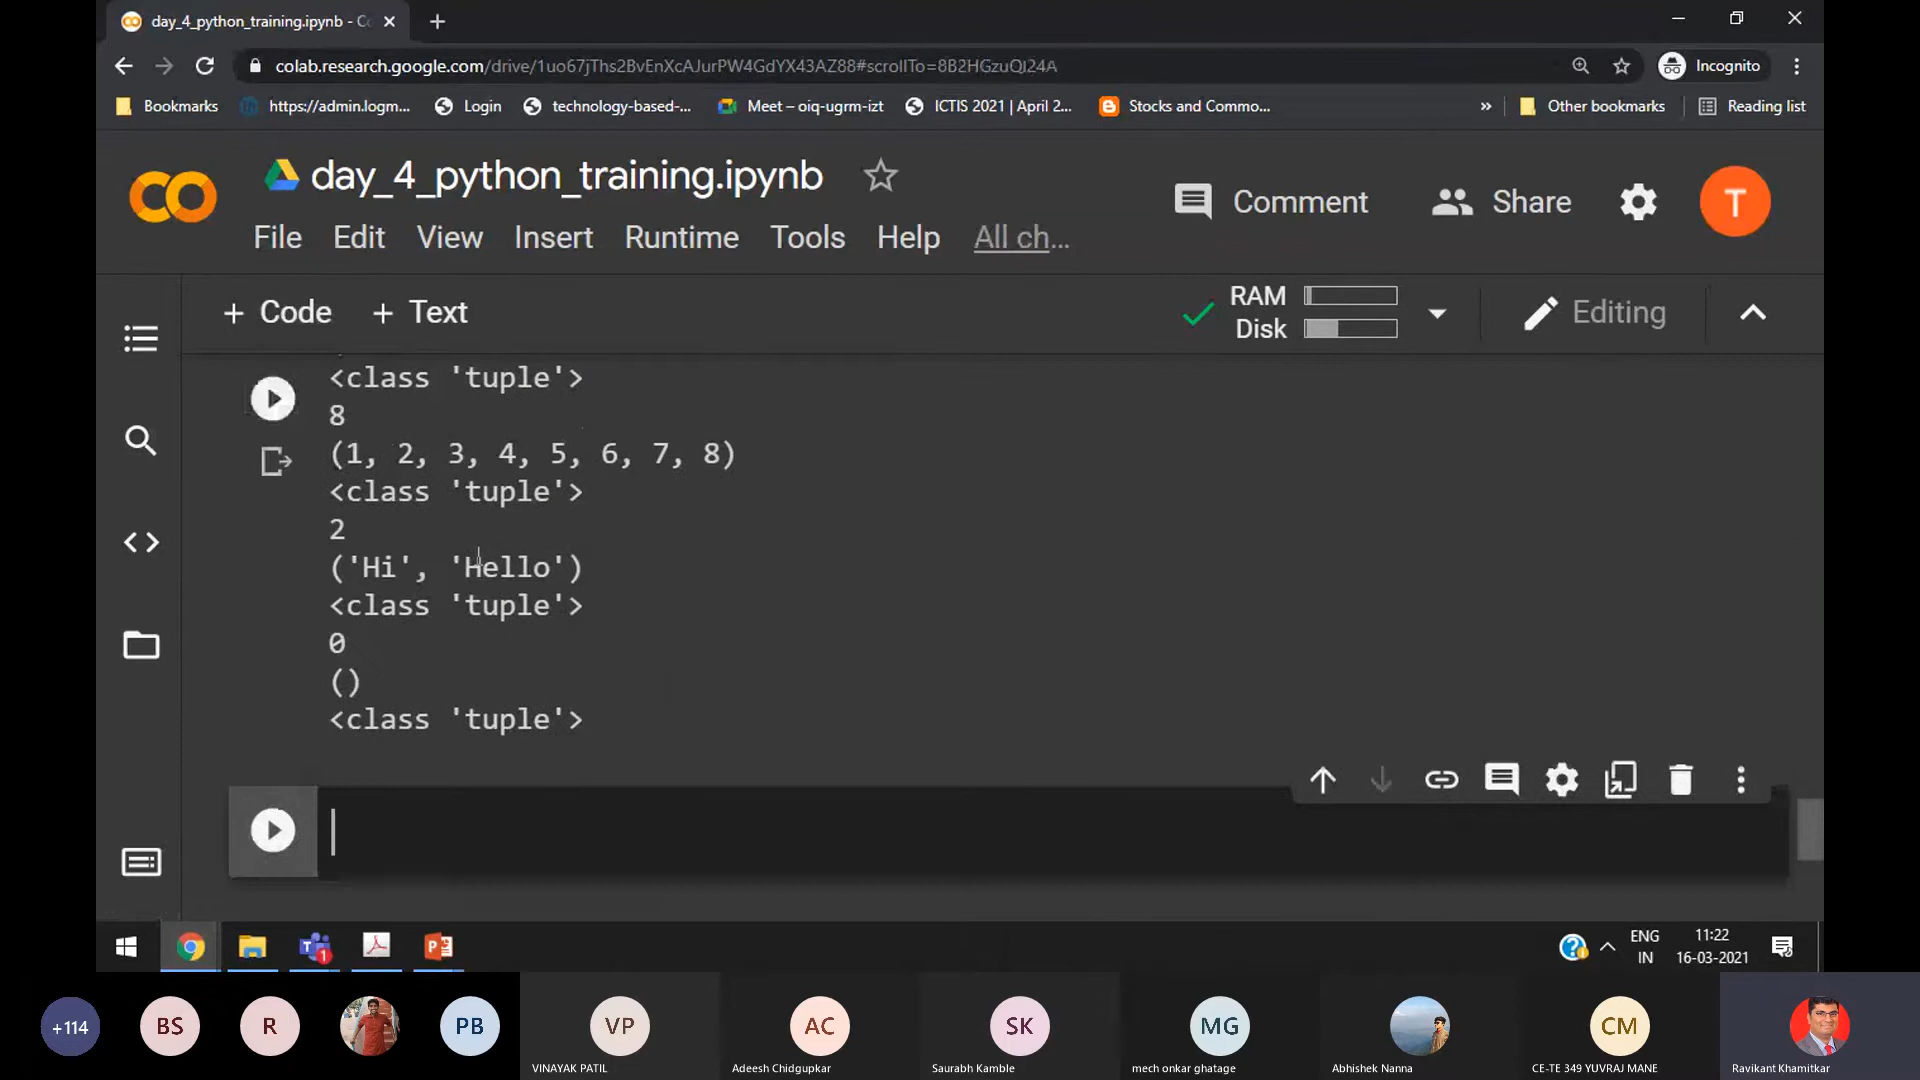 day_4_python_training.ipynb - Co
colab.research.google.com/drive/1uo67jThs2BvEnXcAJurPW4GdYX43AZ88#scrollTo=8B2HGzuQJ24A
Incognito
Bookmarks
https://admin.logm...
Login
technology-based-...
Meet – oiq-ugrm-izt
ICTIS 2021 | April 2...
Stocks and Commo...
»
Other bookmarks
Reading list
CO
day_4_python_training.ipynb
Comment
Share
T
File Edit View Insert Runtime Tools Help All ch...
+ Code + Text
RAM
Disk
Editing
<class 'tuple'>
8
(1, 2, 3, 4, 5, 6, 7, 8)
<class 'tuple'>
2
('Hi', 'Hello')
<class 'tuple'>
0
()
<class 'tuple'>
ENG
IN
11:22
16-03-2021
+114
BS
R
PB
VP
VINAYAK PATIL
AC
Adeesh Chidgupkar
SK
Saurabh Kamble
MG
mech onkar ghatage
Abhishek Nanna
CM
CE-TE 349 YUVRAJ MANE
Ravikant Khamitkar